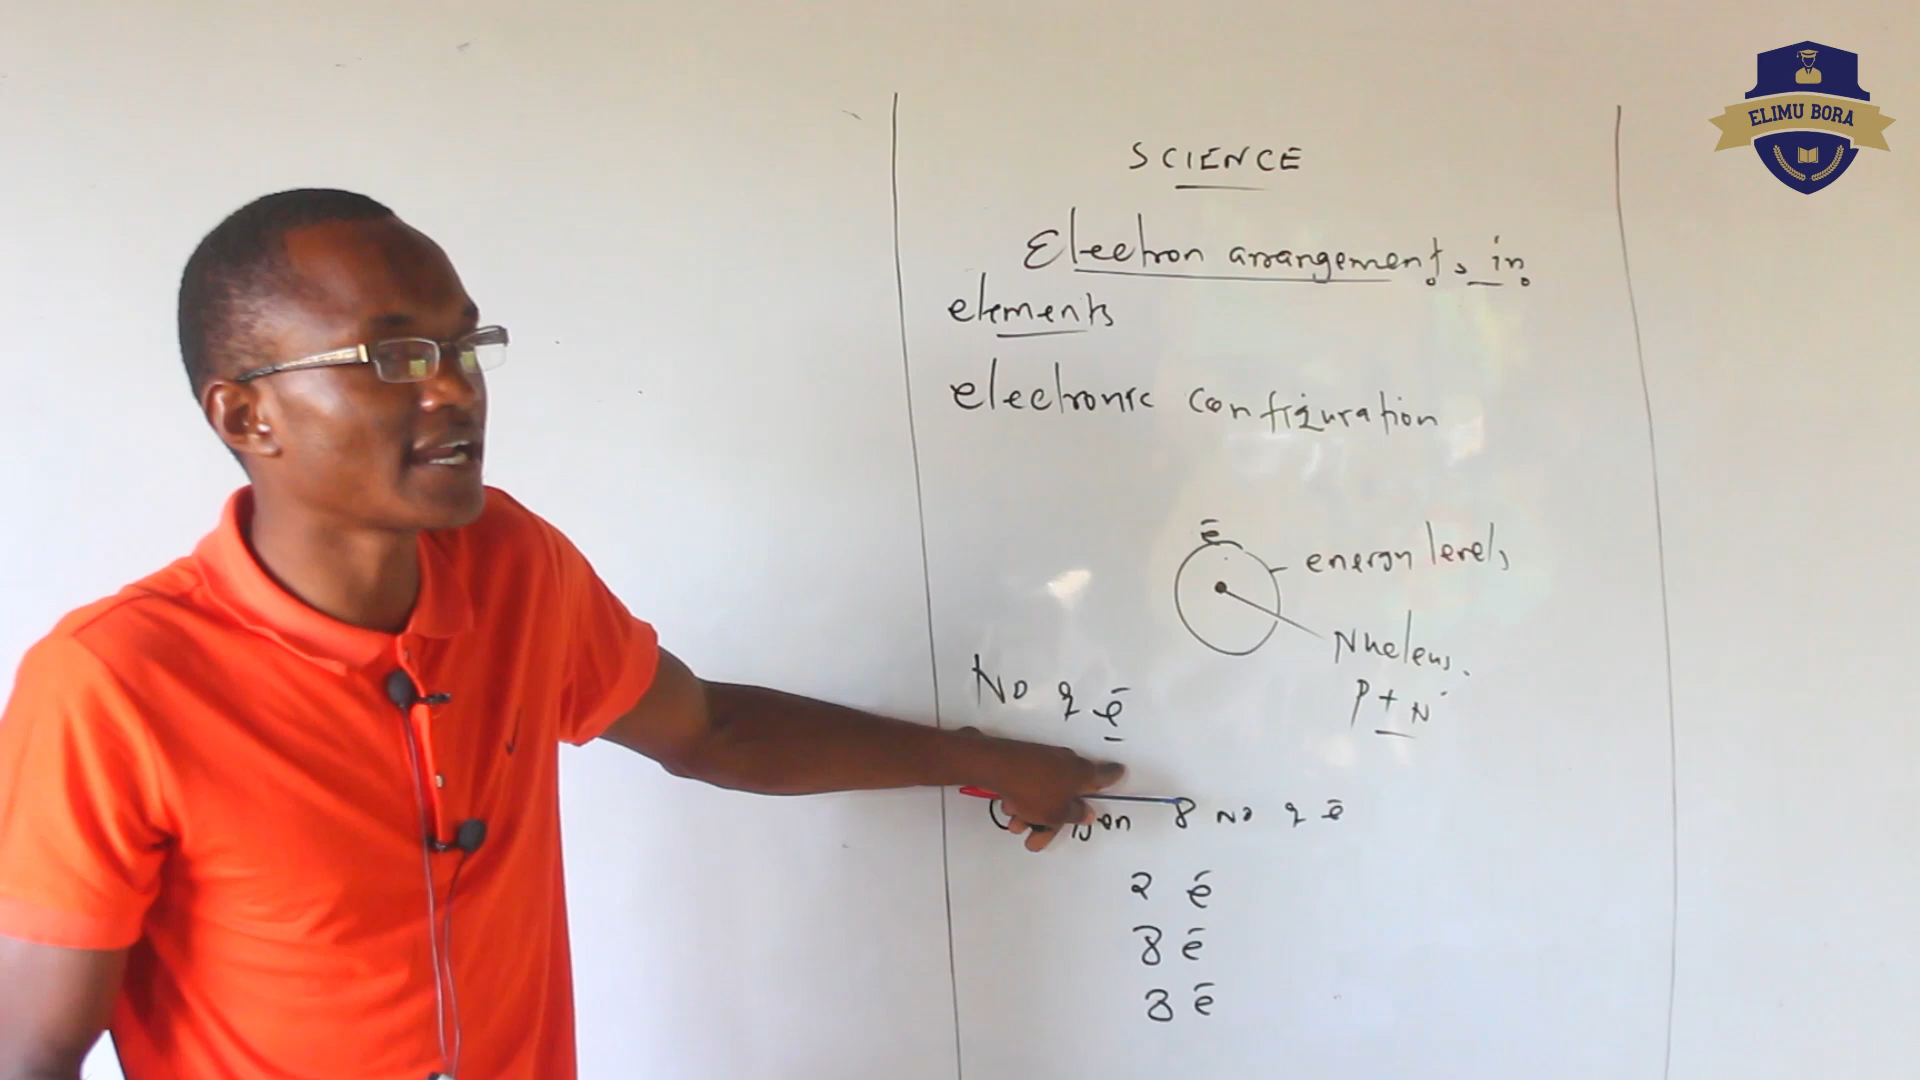 ELIMU BORA
SCIENCE
Electron arrangements in
elements
electronic configuration
ē
energy levels
Nucleus.
P + N
No of ē
8 No of ē
2 ē
8 ē
8 ē